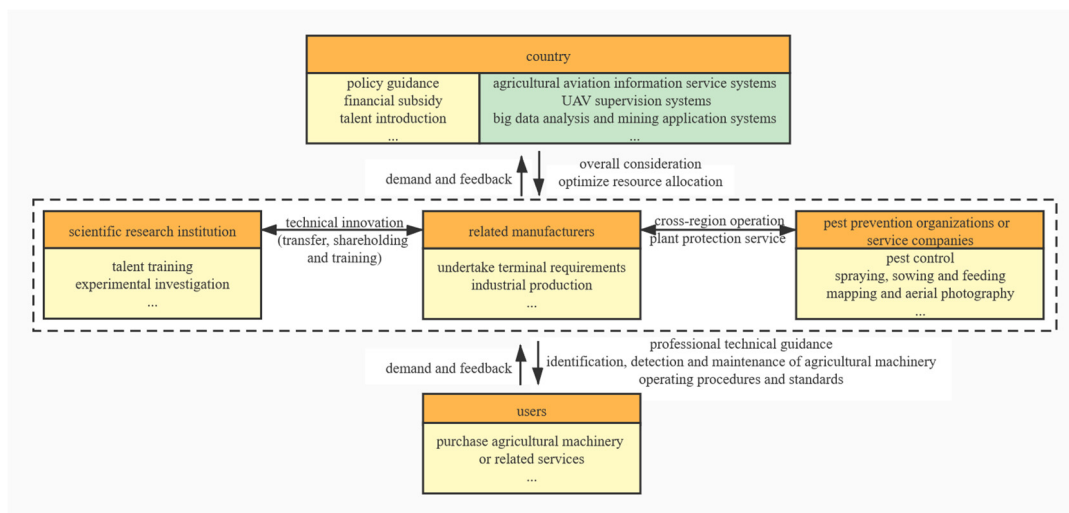 country
policy guidance
financial subsidy
talent introduction
...
agricultural aviation information service systems
UAV supervision systems
big data analysis and mining application systems
...
demand and feedback
overall consideration
optimize resource allocation
scientific research institution
talent training
experimental investigation
...
technical innovation
(transfer, shareholding
and training)
related manufacturers
undertake terminal requirements
industrial production
...
cross-region operation
plant protection service
pest prevention organizations or
service companies
pest control
spraying, sowing and feeding
mapping and aerial photography
...
demand and feedback
professional technical guidance
identification, detection and maintenance of agricultural machinery
operating procedures and standards
users
purchase agricultural machinery
or related services
...